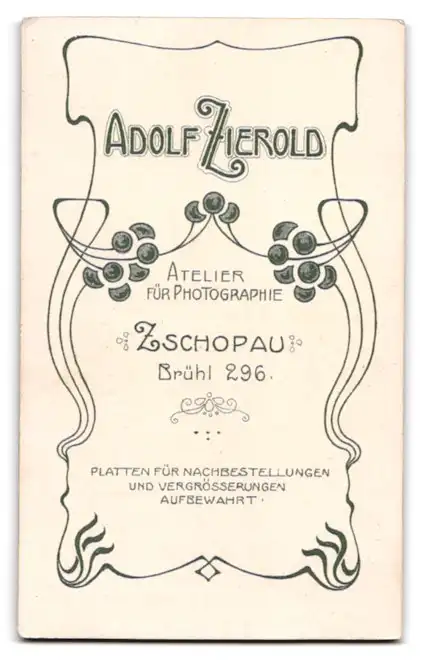 ADOLF ZIEROLD
ATELIER
FÜR PHOTOGRAPHIE
ZSCHOPAU
Brühl 296.
PLATTEN FÜR NACHBESTELLUNGEN
UND VERGRÖSSERUNGEN
AUFBEWAHRT.